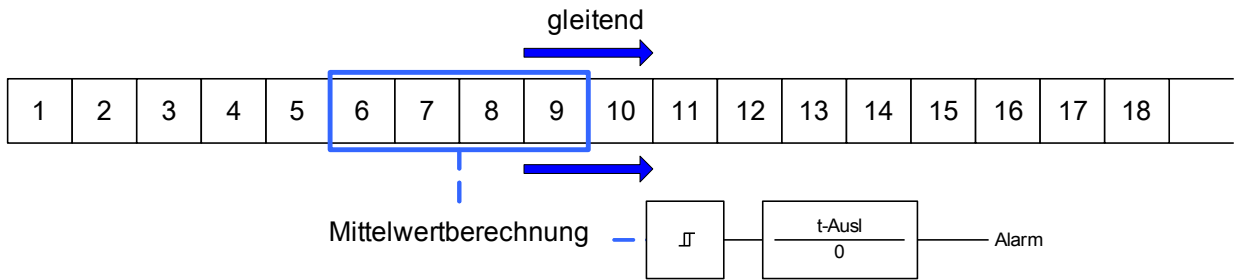 gleitend
1 2 3 4 5 6 7 8 9 10 11 12 13 14 15 16 17 18
Mittelwertberechnung
t-Ausl
0
Alarm